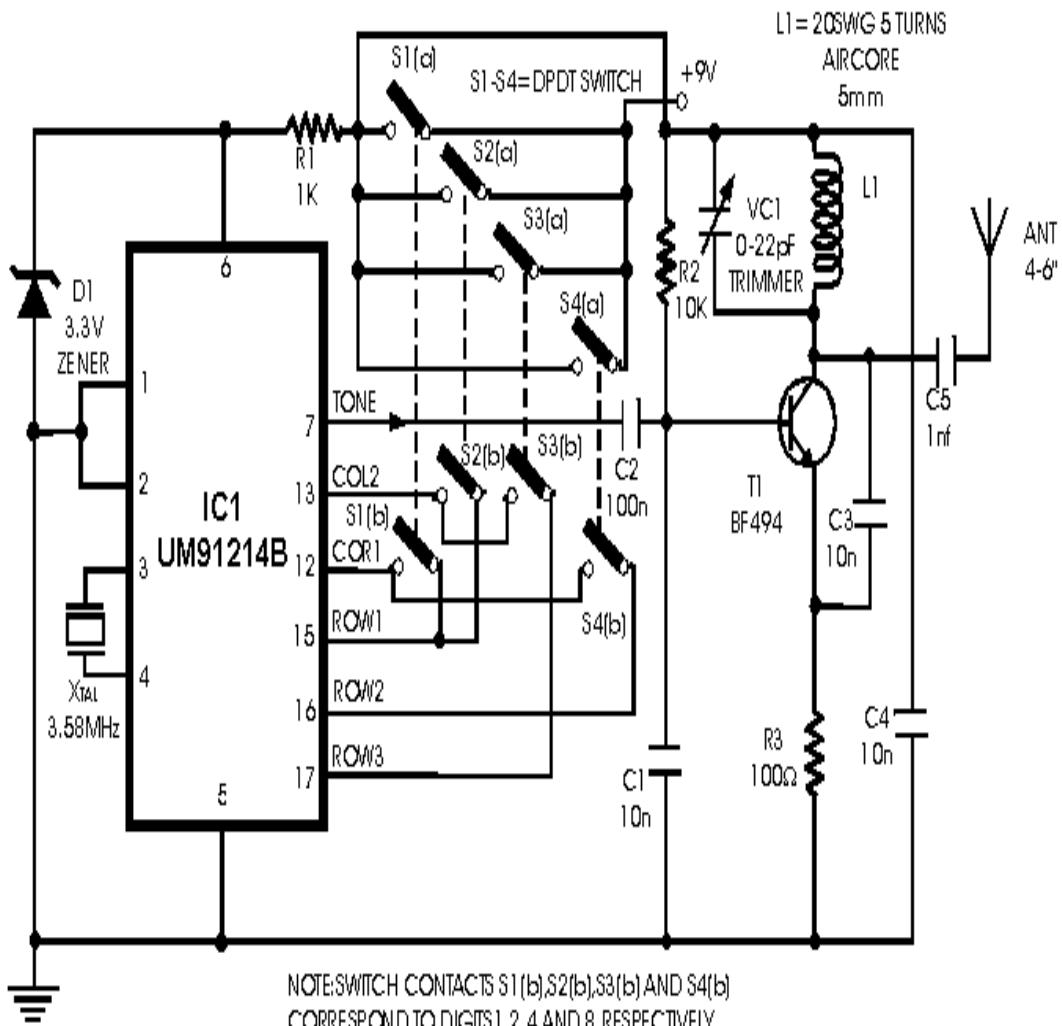 L1 = 20SWG 5 TURNS
AIRCORE
5mm
S1(a)
S1-S4=DPDT SWITCH
+9V
R1
1K
S2(a)
S3(a)
S4(a)
R2
10K
VC1
0-22pF
TRIMMER
L1
ANT
4-6"
D1
3.3V
ZENER
6
1
2
3
4
5
IC1
UM91214B
7
TONE
13
COL2
12
COR1
15
ROW1
16
ROW2
17
ROW3
S2(b)
S3(b)
S1(b)
S4(b)
C2
100n
T1
BF494
C3
10n
C5
1nf
XTAL
3.58MHz
C1
10n
R3
100Ω
C4
10n
NOTE:SWITCH CONTACTS S1(b),S2(b),S3(b) AND S4(b)
CORRESPOND TO DIGITS 1,2,4 AND 8 RESPECTIVELY